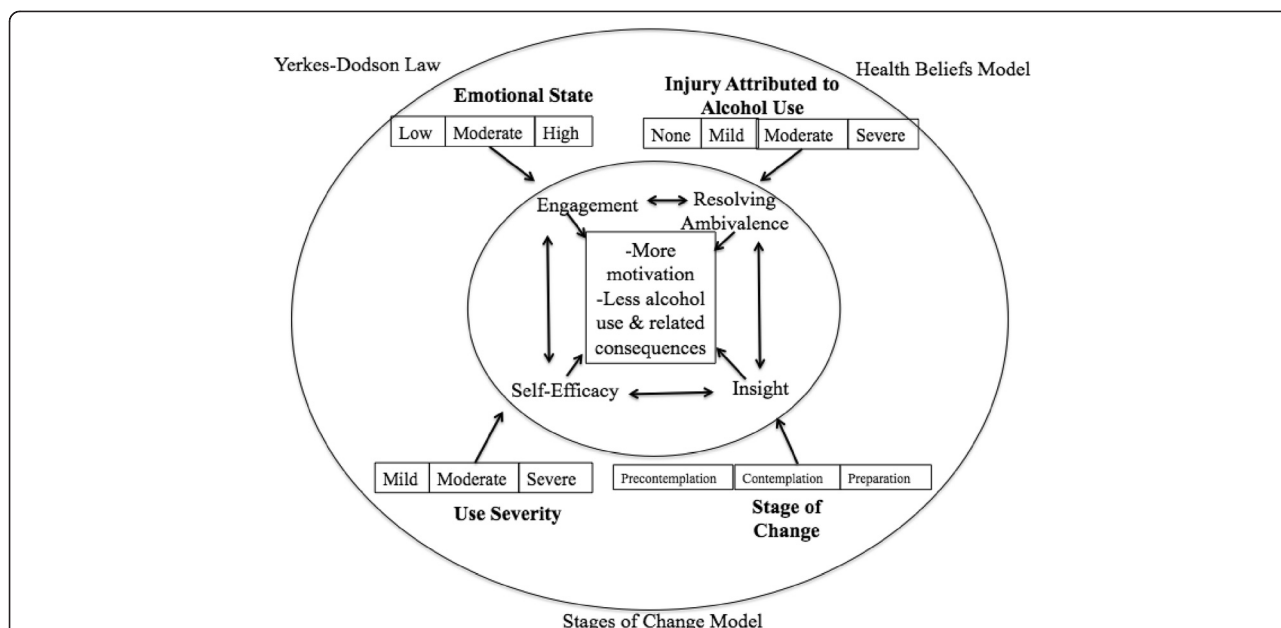 Yerkes-Dodson Law
Health Beliefs Model
Emotional State
Low Moderate High
Injury Attributed to
Alcohol Use
None Mild Moderate Severe
Engagement
Resolving
Ambivalence
-More
motivation
-Less alcohol
use & related
consequences
Self-Efficacy
Insight
Mild Moderate Severe
Use Severity
Precontemplation Contemplation Preparation
Stage of
Change
Stages of Change Model